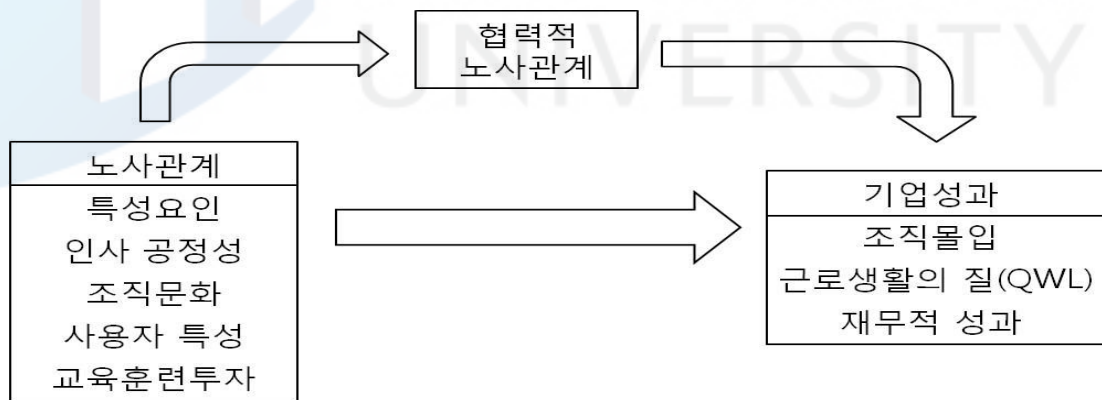 협력적
노사관계
UNIVERSITY
노사관계
특성요인
인사 공정성
조직문화
사용자 특성
교육훈련투자
기업성과
조직몰입
근로생활의 질(QWL)
재무적 성과